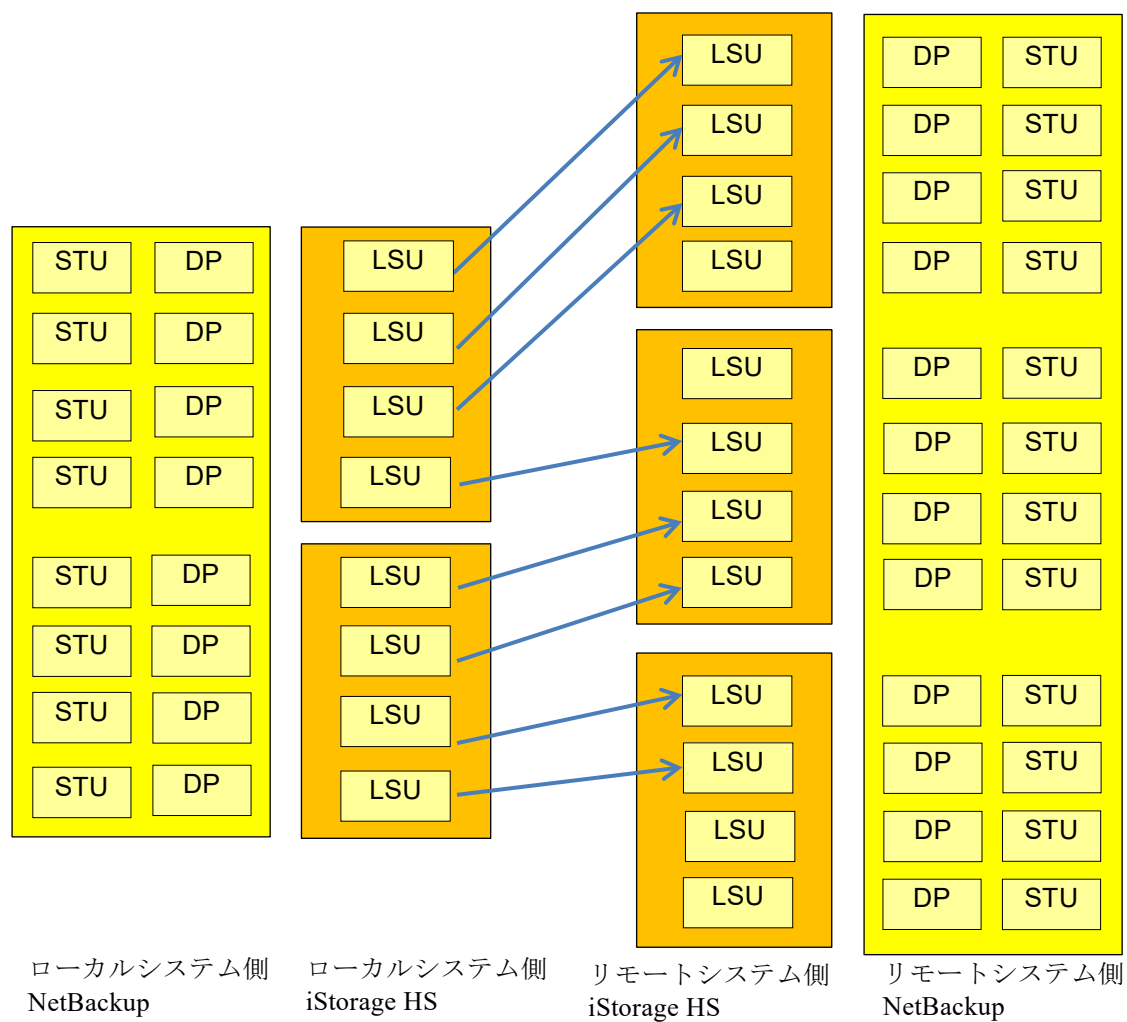 LSU
LSU
LSU
LSU
DP STU
DP STU
DP STU
DP STU
STU DP
STU DP
STU DP
STU DP
LSU
LSU
LSU
LSU
LSU
LSU
LSU
LSU
DP STU
DP STU
DP STU
DP STU
STU DP
STU DP
STU DP
STU DP
LSU
LSU
LSU
LSU
LSU
LSU
LSU
LSU
DP STU
DP STU
DP STU
DP STU
ローカルシステム側
NetBackup
ローカルシステム側
iStorage HS
リモートシステム側
iStorage HS
リモートシステム側
NetBackup